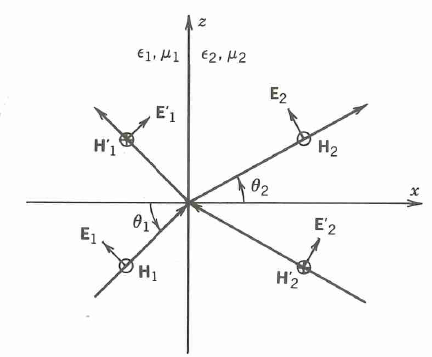 z
ϵ₁, μ₁ ϵ₂, μ₂
E'₁ E₂
H'₁ H₂
θ₂ x
θ₁
E₁ E'₂
H₁ H'₂